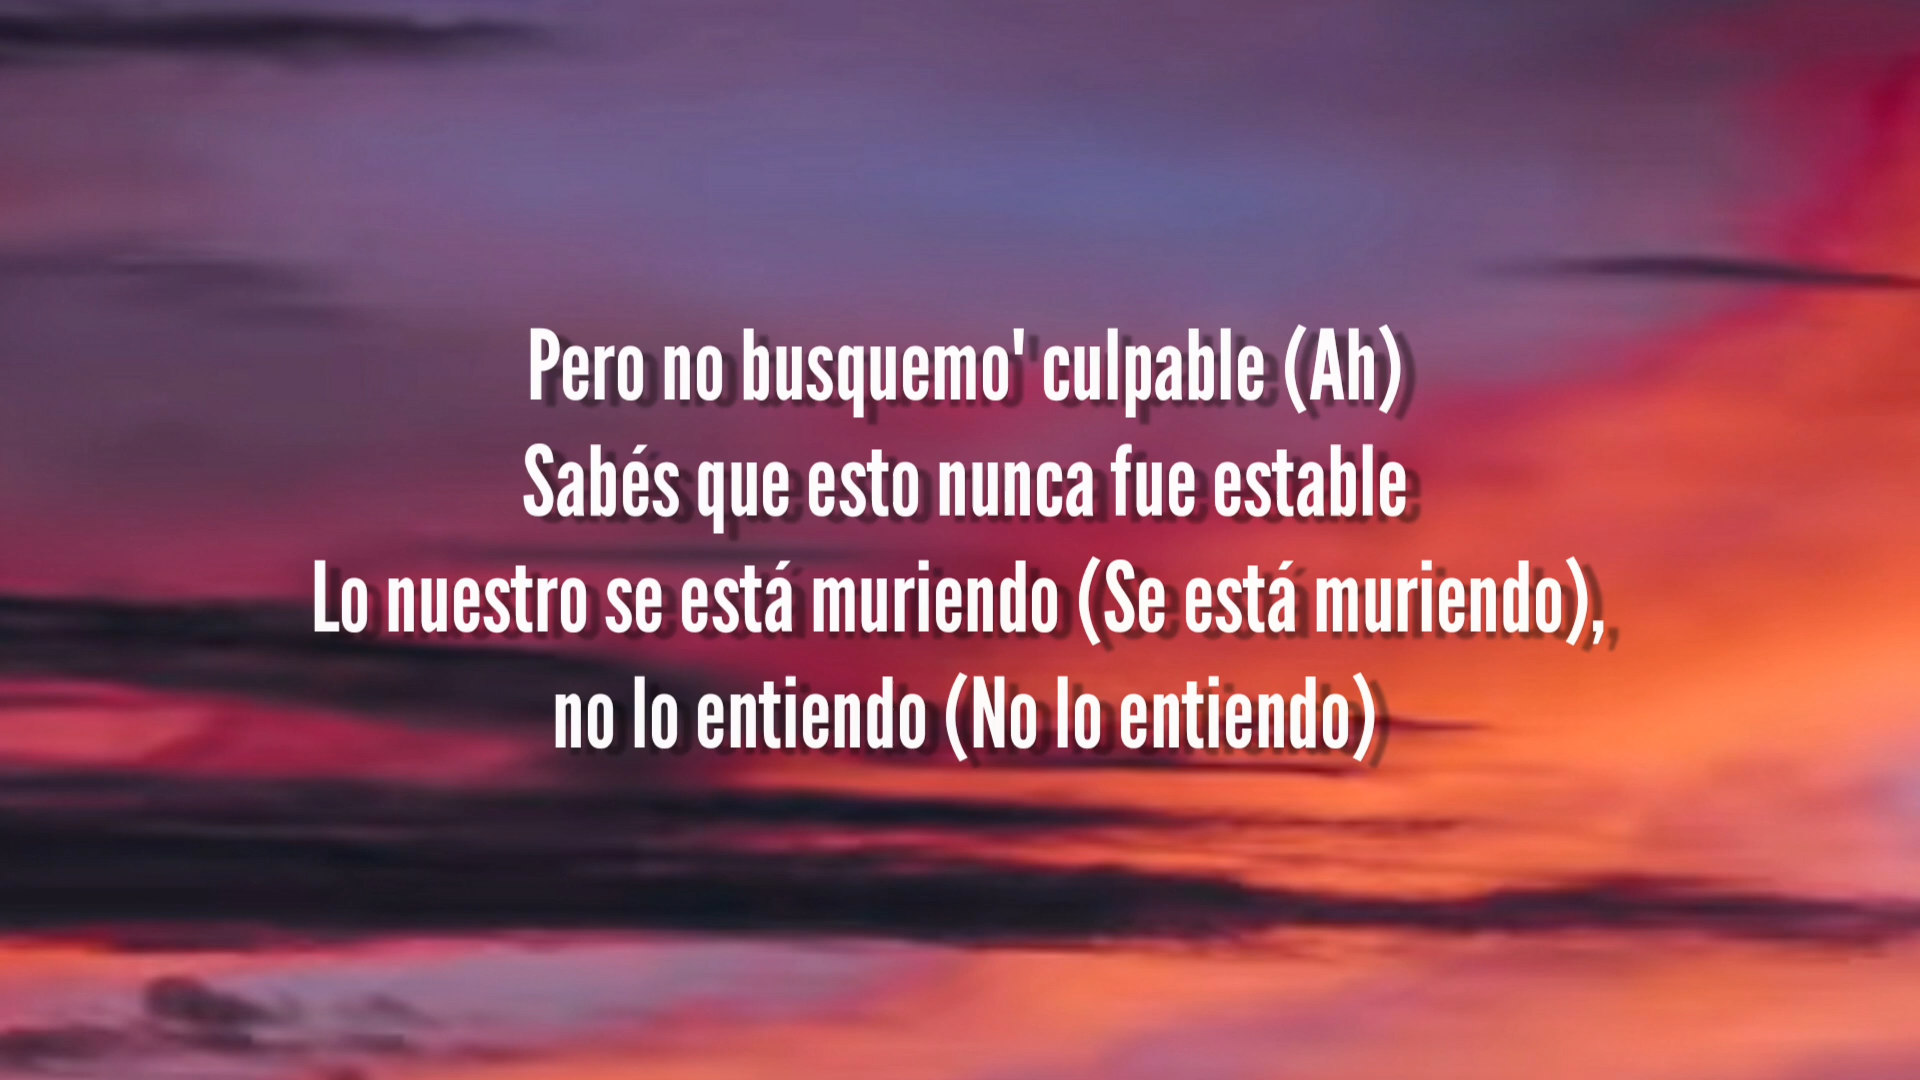 Pero no busquemo' culpable (Ah)
Sabés que esto nunca fue estable
Lo nuestro se está muriendo (Se está muriendo),
no lo entiendo (No lo entiendo)